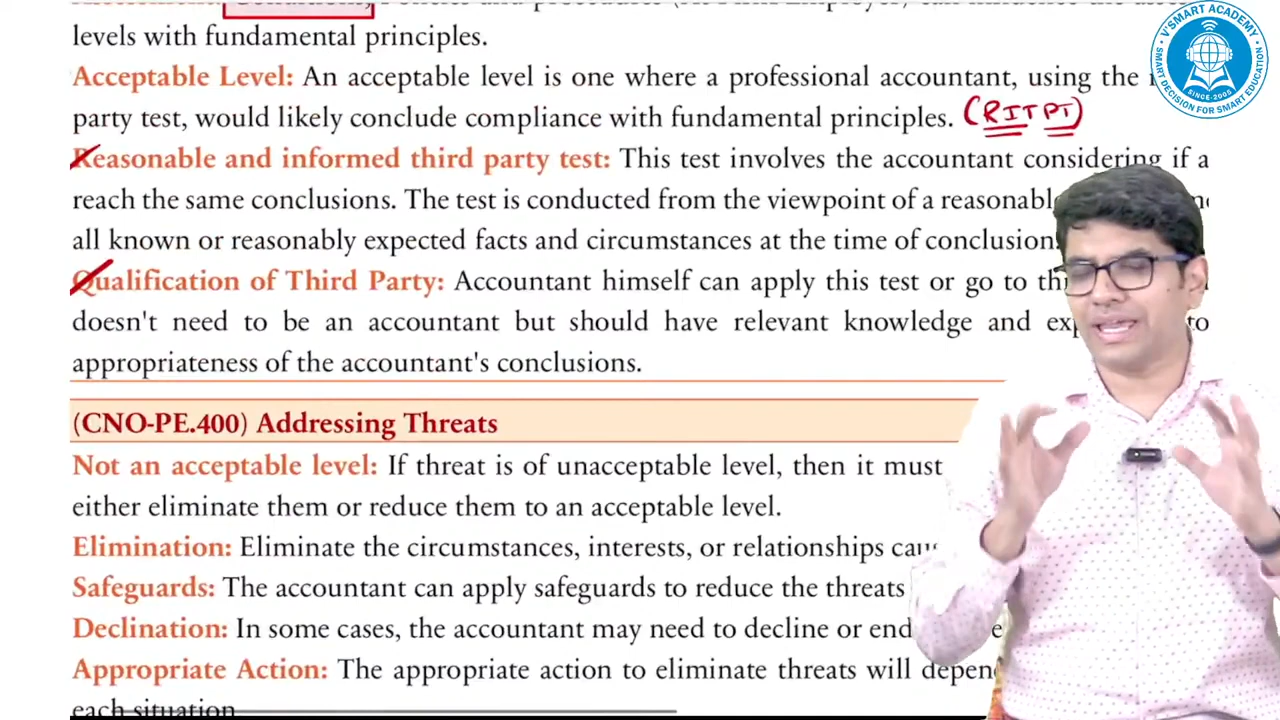 levels with fundamental principles.
Acceptable Level: An acceptable level is one where a professional accountant, using the
party test, would likely conclude compliance with fundamental principles. (RITPT)
Reasonable and informed third party test: This test involves the accountant considering if a
reach the same conclusions. The test is conducted from the viewpoint of a reasonabl
all known or reasonably expected facts and circumstances at the time of conclusion.
Qualification of Third Party: Accountant himself can apply this test or go to
doesn't need to be an accountant but should have relevant knowledge and to
appropriateness of the accountant's conclusions.
(CNO-PE.400) Addressing Threats
Not an acceptable level: If threat is of unacceptable level, then it must
either eliminate them or reduce them to an acceptable level.
Elimination: Eliminate the circumstances, interests, or relationships
Safeguards: The accountant can apply safeguards to reduce the threats
Declination: In some cases, the accountant may need to decline or end
Appropriate Action: The appropriate action to eliminate threats will depen
each situation
V'SMART ACADEMY
SMART DECISION FOR SMART EDUCATION
SINCE-2005